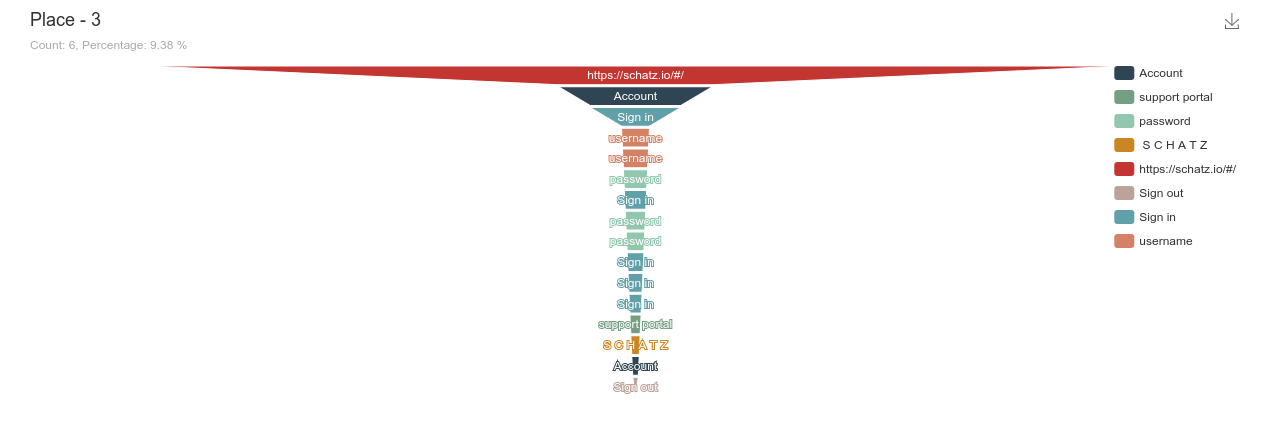 Place - 3
Count: 6, Percentage: 9.38 %
https://schatz.io/#/
Account
Sign in
username
username
password
Sign in
password
password
Sign in
Sign in
Sign in
support portal
S C H A T Z
Account
Sign out
Account
support portal
password
S C H A T Z
https://schatz.io/#/
Sign out
Sign in
username